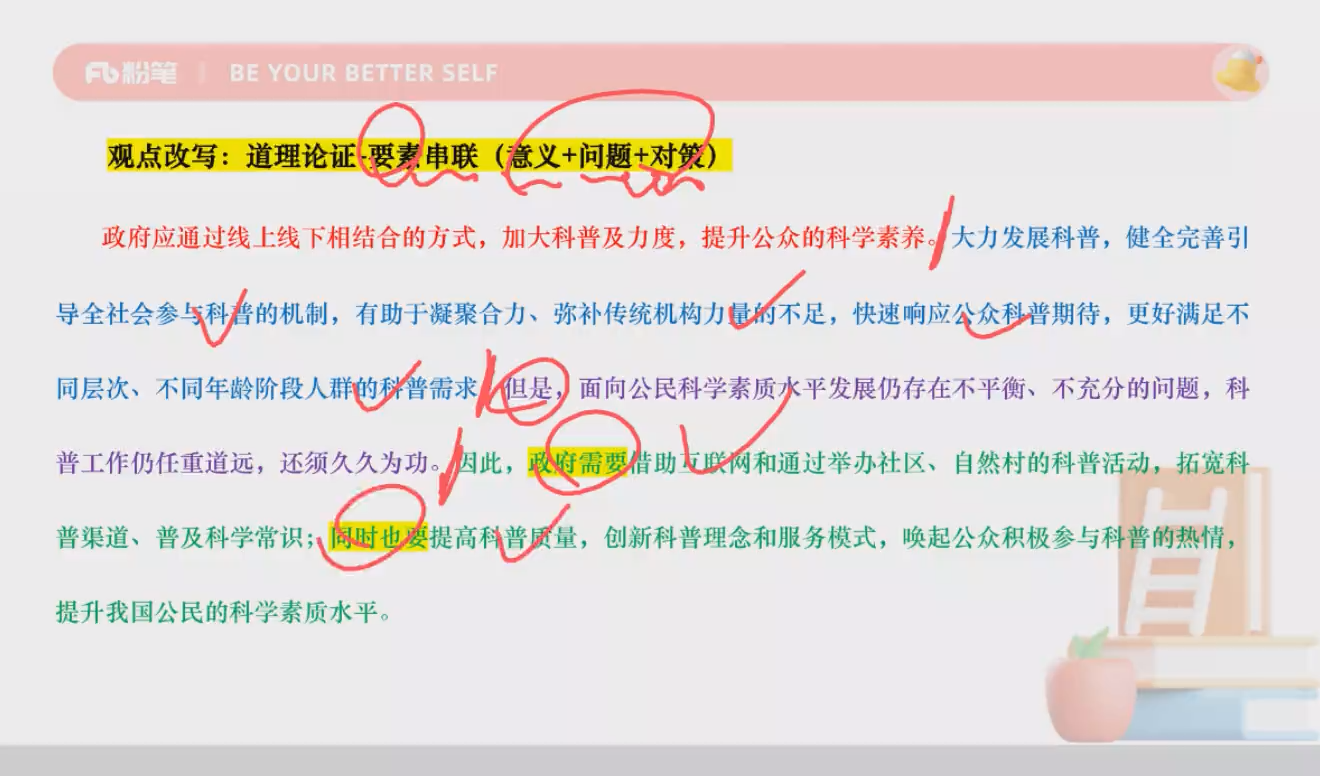 粉笔 | BE YOUR BETTER SELF
观点改写：道理论证-要素串联（意义+问题+对策）
政府应通过线上线下相结合的方式，加大科普及力度，提升公众的科学素养。大力发展科普，健全完善引
导全社会参与科普的机制，有助于凝聚合力、弥补传统机构力量的不足，快速响应公众科普期待，更好满足不
同层次、不同年龄阶段人群的科普需求。但是，面向公民科学素质水平发展仍存在不平衡、不充分的问题，科
普工作仍任重道远，还须久久为功。因此，政府需要借助互联网和通过举办社区、自然村的科普活动，拓宽科
普渠道、普及科学常识；同时也要提高科普质量，创新科普理念和服务模式，唤起公众积极参与科普的热情，
提升我国公民的科学素质水平。